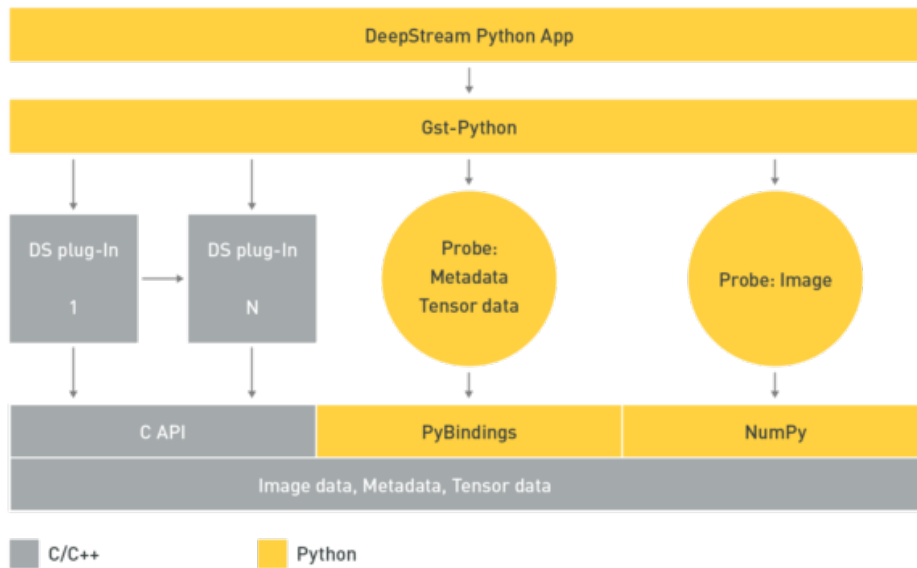 DeepStream Python App
Gst-Python
DS plug-In
1
DS plug-In
N
Probe:
Metadata
Tensor data
Probe: Image
C API
PyBindings
NumPy
Image data, Metadata, Tensor data
C/C++
Python